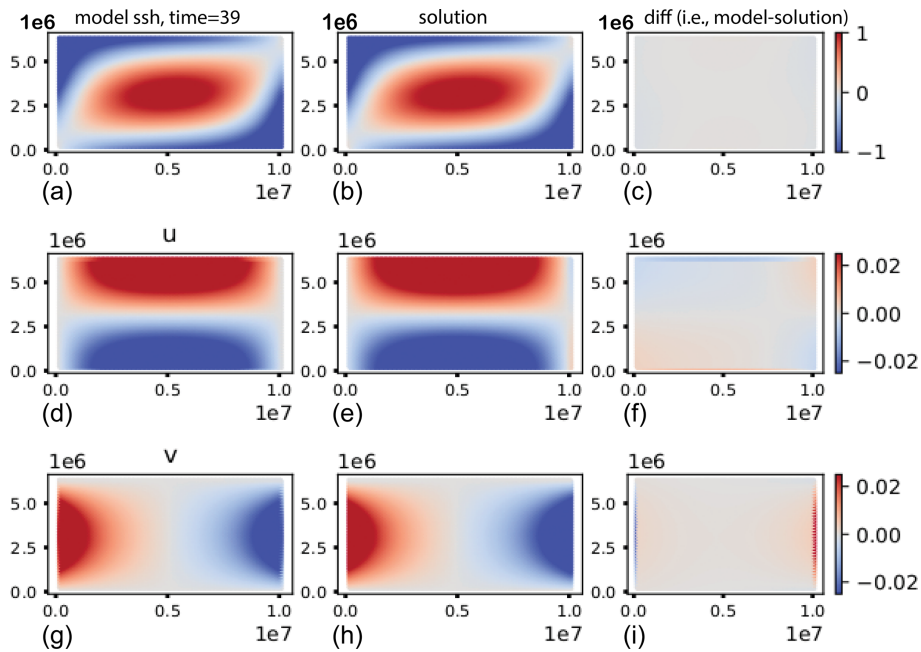 1e6 model ssh, time=39 1e6 solution 1e6 diff (i.e., model-solution)
5.0 5.0 5.0 1
2.5 2.5 2.5 0
0.0 0.0 0.0 −1
0.0 0.5 1.0 0.0 0.5 1.0 0.0 0.5 1.0
(a) 1e7 (b) 1e7 (c) 1e7
1e6 u 1e6 1e6
5.0 5.0 5.0 0.02
2.5 2.5 2.5 0.00
0.0 0.0 0.0 −0.02
0.0 0.5 1.0 0.0 0.5 1.0 0.0 0.5 1.0
(d) 1e7 (e) 1e7 (f) 1e7
1e6 v 1e6 1e6
5.0 5.0 5.0 0.02
2.5 2.5 2.5 0.00
0.0 0.0 0.0 −0.02
0.0 0.5 1.0 0.0 0.5 1.0 0.0 0.5 1.0
(g) 1e7 (h) 1e7 (i) 1e7